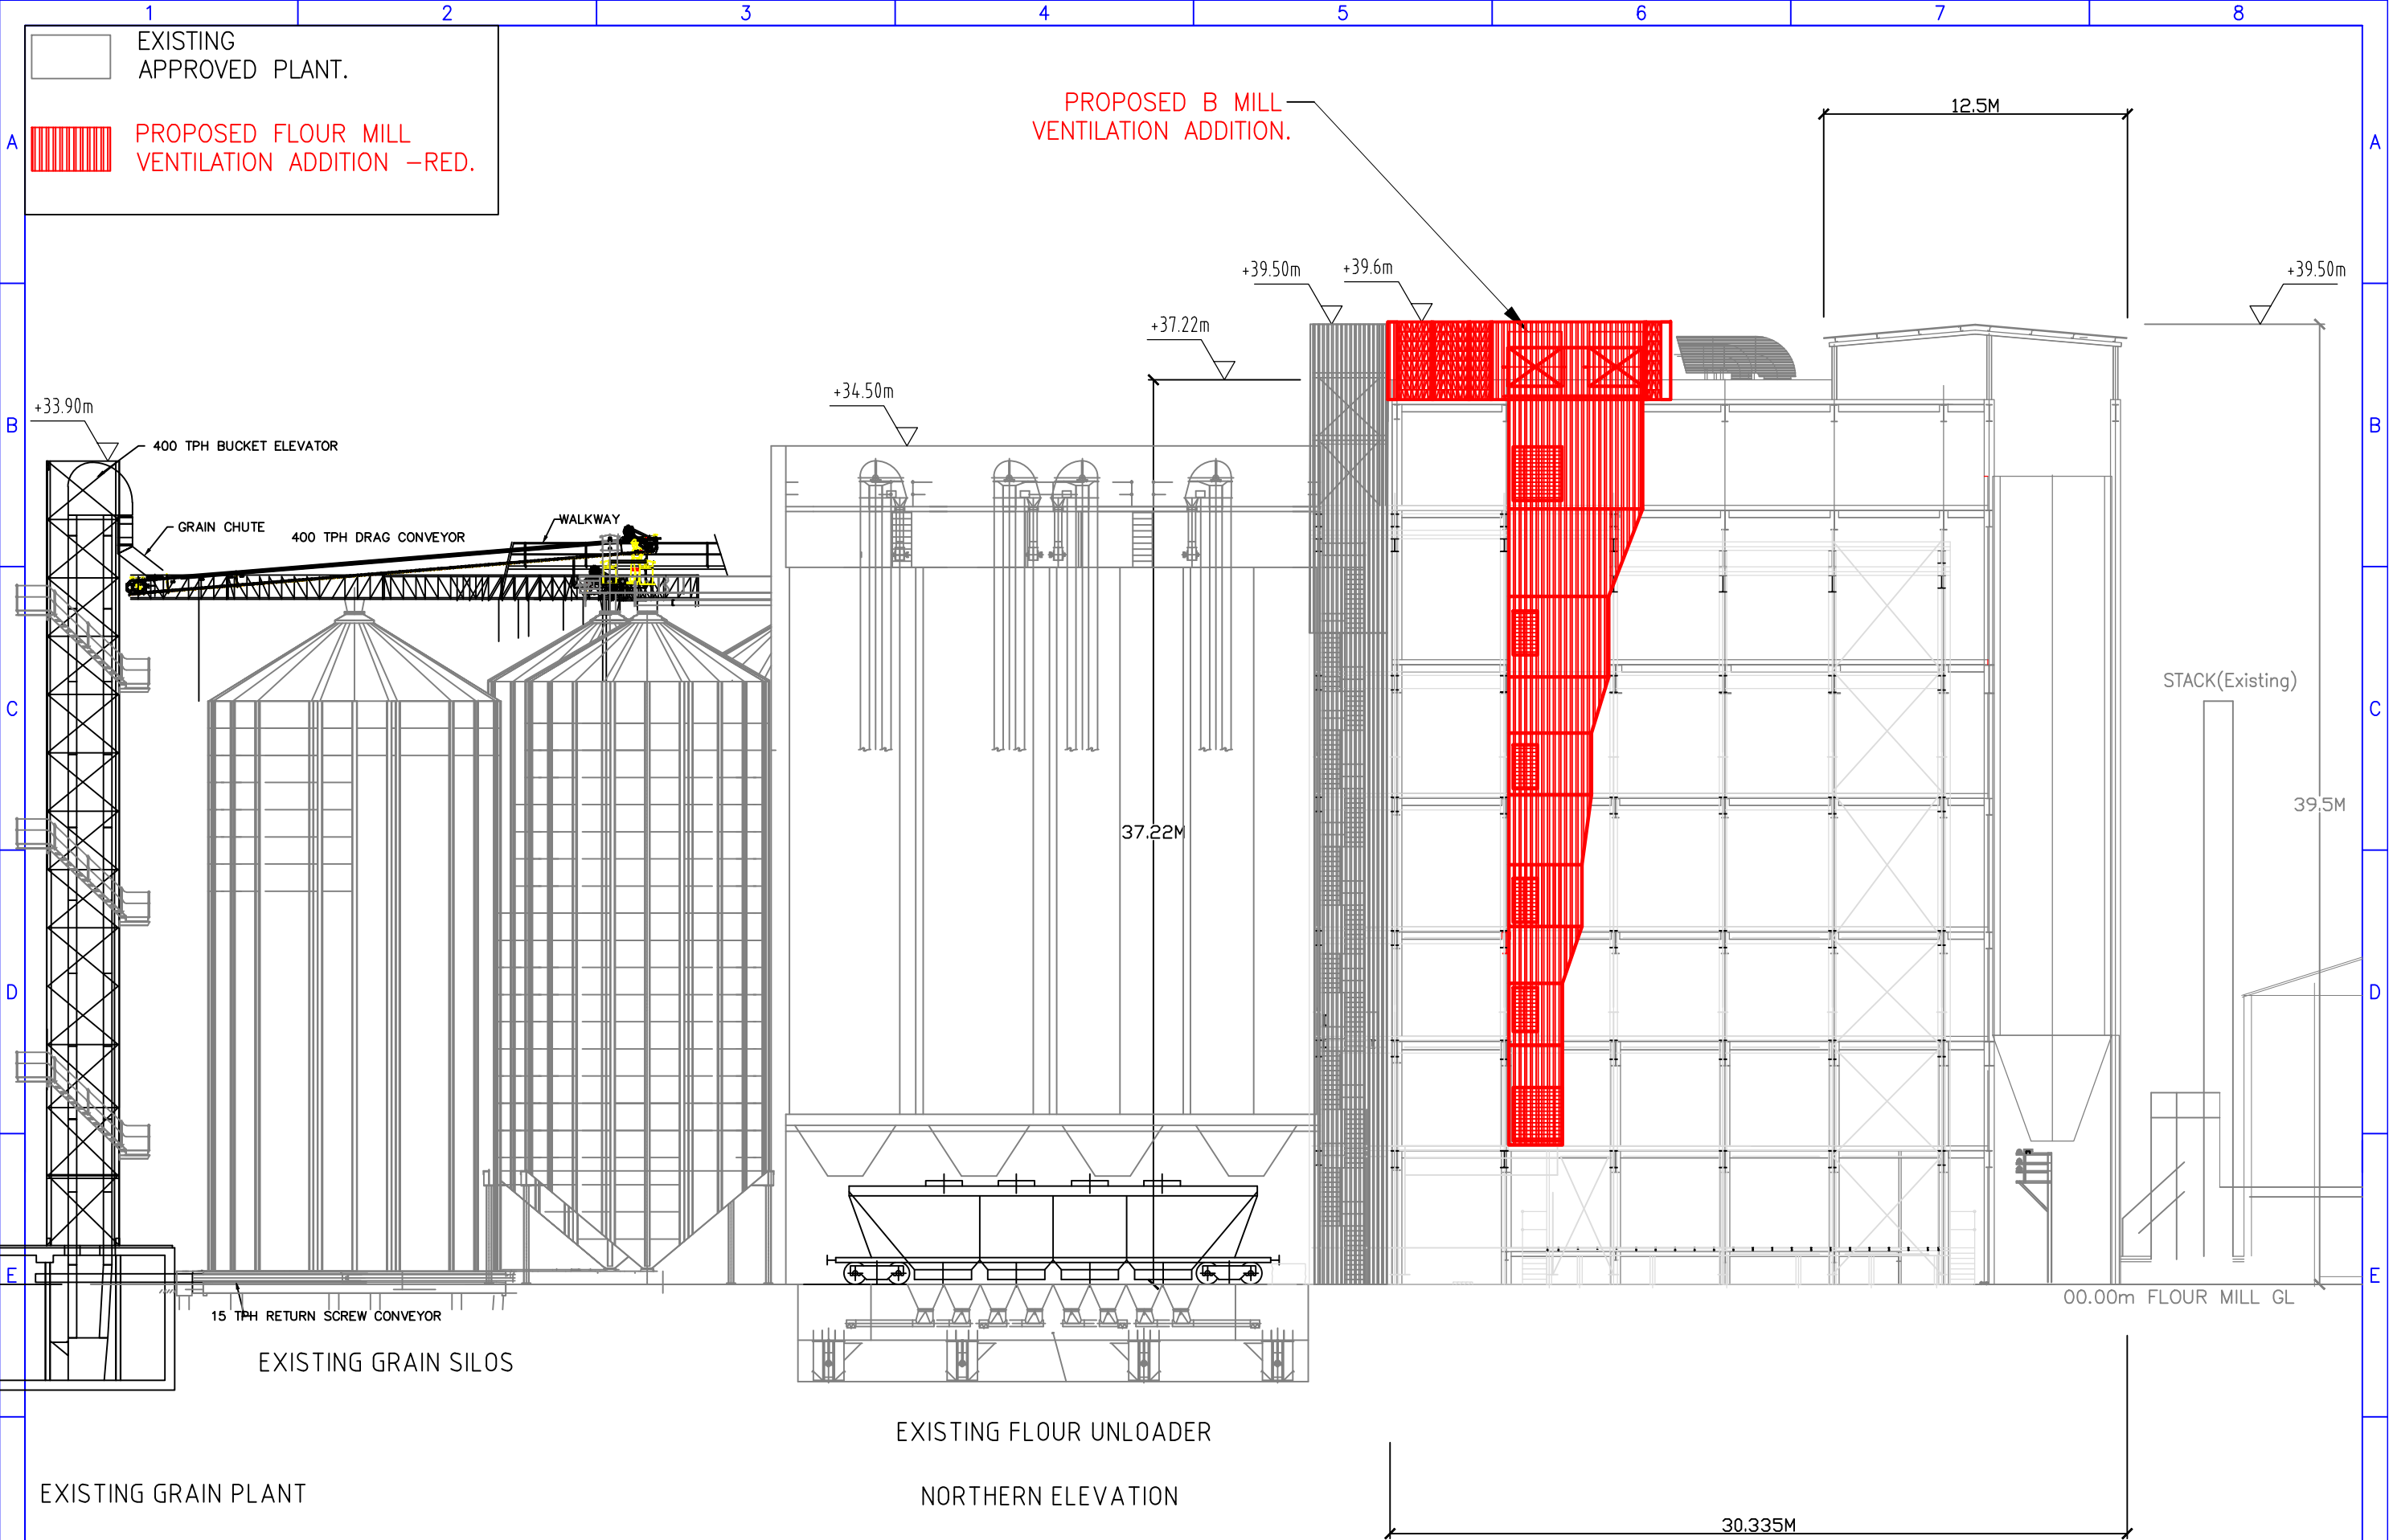 1 2 3 4 5 6 7 8
EXISTING
APPROVED PLANT.
PROPOSED FLOUR MILL
VENTILATION ADDITION -RED.
PROPOSED B MILL
VENTILATION ADDITION.
12.5M
A A
+39.50m +39.6m +39.50m
+37.22m
+34.50m
+33.90m
B B
400 TPH BUCKET ELEVATOR
GRAIN CHUTE
400 TPH DRAG CONVEYOR
WALKWAY
STACK(Existing)
C C
39.5M
37.22M
D D
E E
00.00m FLOUR MILL GL
15 TPH RETURN SCREW CONVEYOR
EXISTING GRAIN SILOS
EXISTING FLOUR UNLOADER
EXISTING GRAIN PLANT
NORTHERN ELEVATION
30.335M